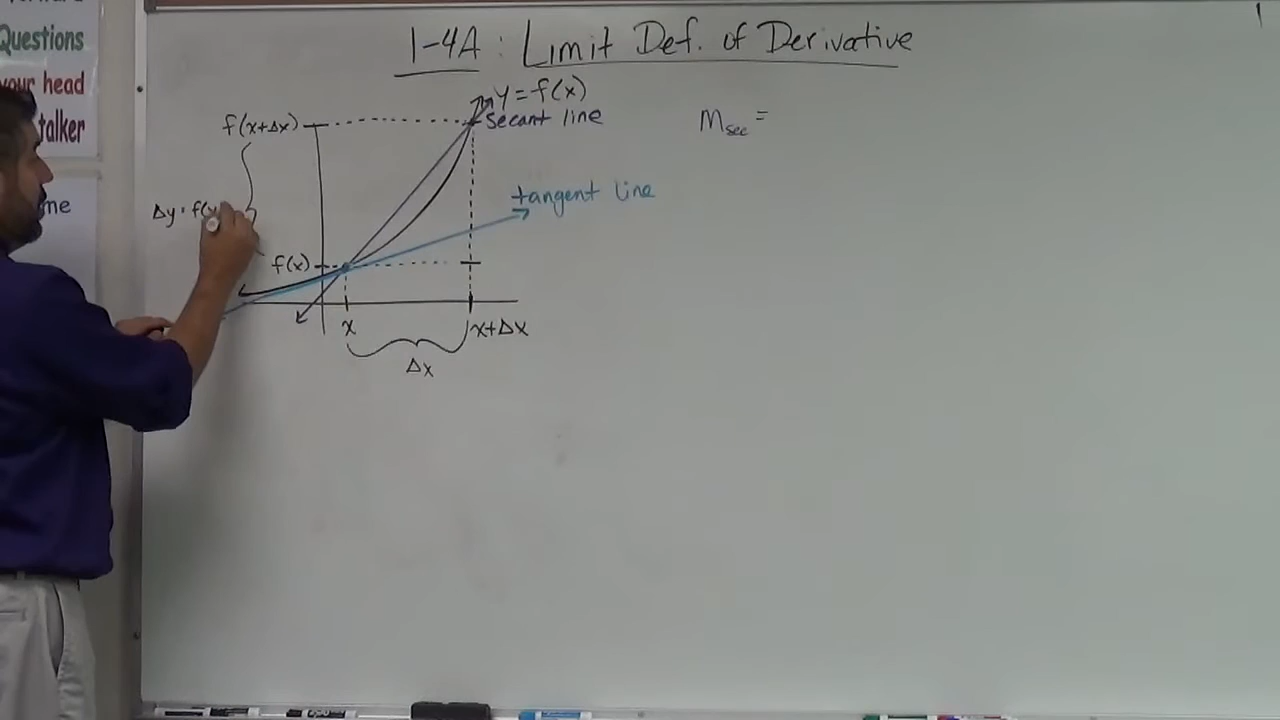 Questions
your head
talker
me
1-4A : Limit Def. of Derivative
y = f(x)
f(x+Δx)
secant line
M sec =
tangent line
Δy = f(x
f(x)
x
x+Δx
Δx